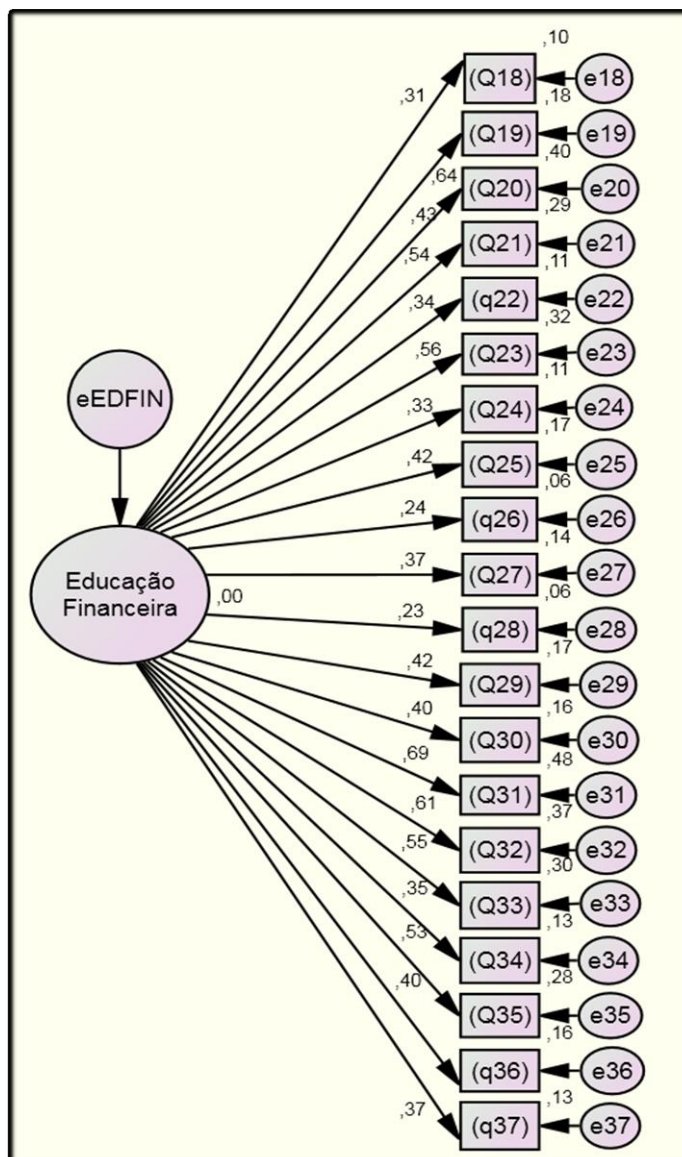 ,10
(Q18)
e18
,31
,18
(Q19)
e19
,40
,64
(Q20)
e20
,43
,29
(Q21)
e21
,54
,11
(q22)
e22
,34
,32
(Q23)
e23
,56
,11
eEDFIN
(Q24)
e24
,33
,17
(Q25)
e25
,42
,06
(q26)
e26
,24
,14
(Q27)
e27
,37
,06
Educação
Financeira
,00
(q28)
e28
,23
,17
(Q29)
e29
,42
,16
(Q30)
e30
,40
,48
(Q31)
e31
,69
,37
(Q32)
e32
,61
,30
(Q33)
e33
,55
,13
(Q34)
e34
,35
,28
(Q35)
e35
,53
,16
(q36)
e36
,40
,13
(q37)
e37
,37